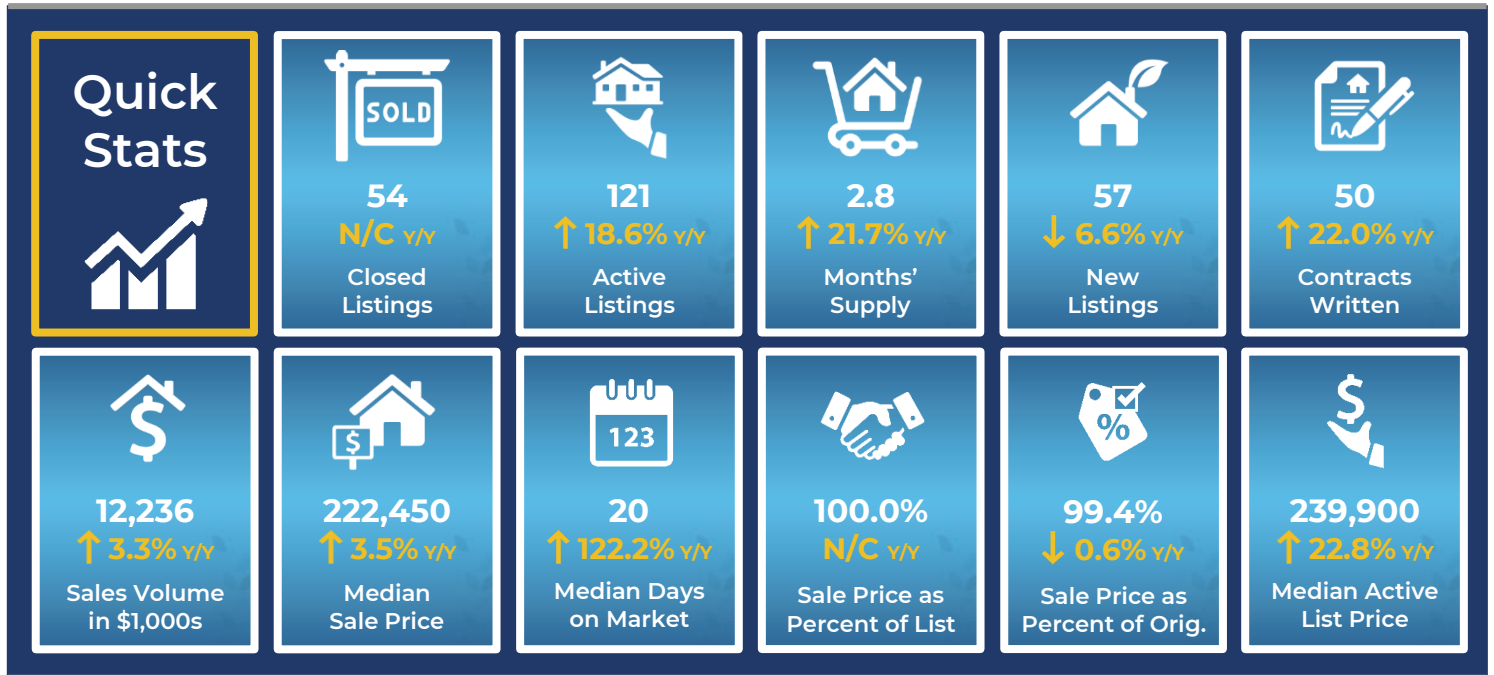 Quick
Stats
SOLD
54
N/C Y/Y
Closed
Listings
121
↑ 18.6% Y/Y
Active
Listings
2.8
↑ 21.7% Y/Y
Months’
Supply
57
↓ 6.6% Y/Y
New
Listings
50
↑ 22.0% Y/Y
Contracts
Written
$
12,236
↑ 3.3% Y/Y
Sales Volume
in $1,000s
$
222,450
↑ 3.5% Y/Y
Median
Sale Price
123
20
↑ 122.2% Y/Y
Median Days
on Market
100.0%
N/C Y/Y
Sale Price as
Percent of List
%
99.4%
↓ 0.6% Y/Y
Sale Price as
Percent of Orig.
$
239,900
↑ 22.8% Y/Y
Median Active
List Price